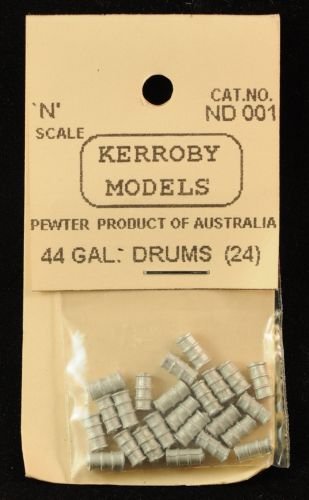 'N'
SCALE
CAT.NO.
ND 001
KERROBY
MODELS
PEWTER PRODUCT OF AUSTRALIA
44 GAL: DRUMS (24)